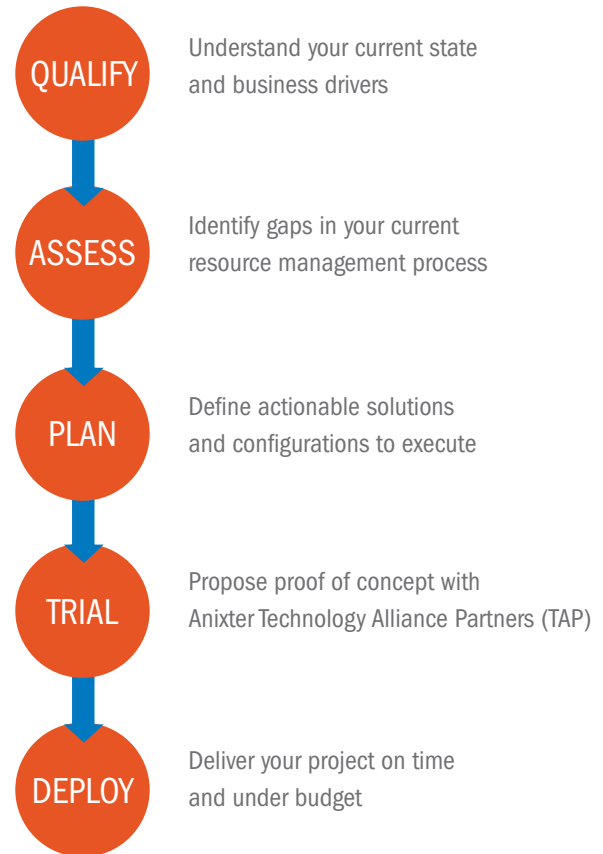 QUALIFY
Understand your current state
and business drivers
ASSESS
Identify gaps in your current
resource management process
PLAN
Define actionable solutions
and configurations to execute
TRIAL
Propose proof of concept with
Anixter Technology Alliance Partners (TAP)
DEPLOY
Deliver your project on time
and under budget